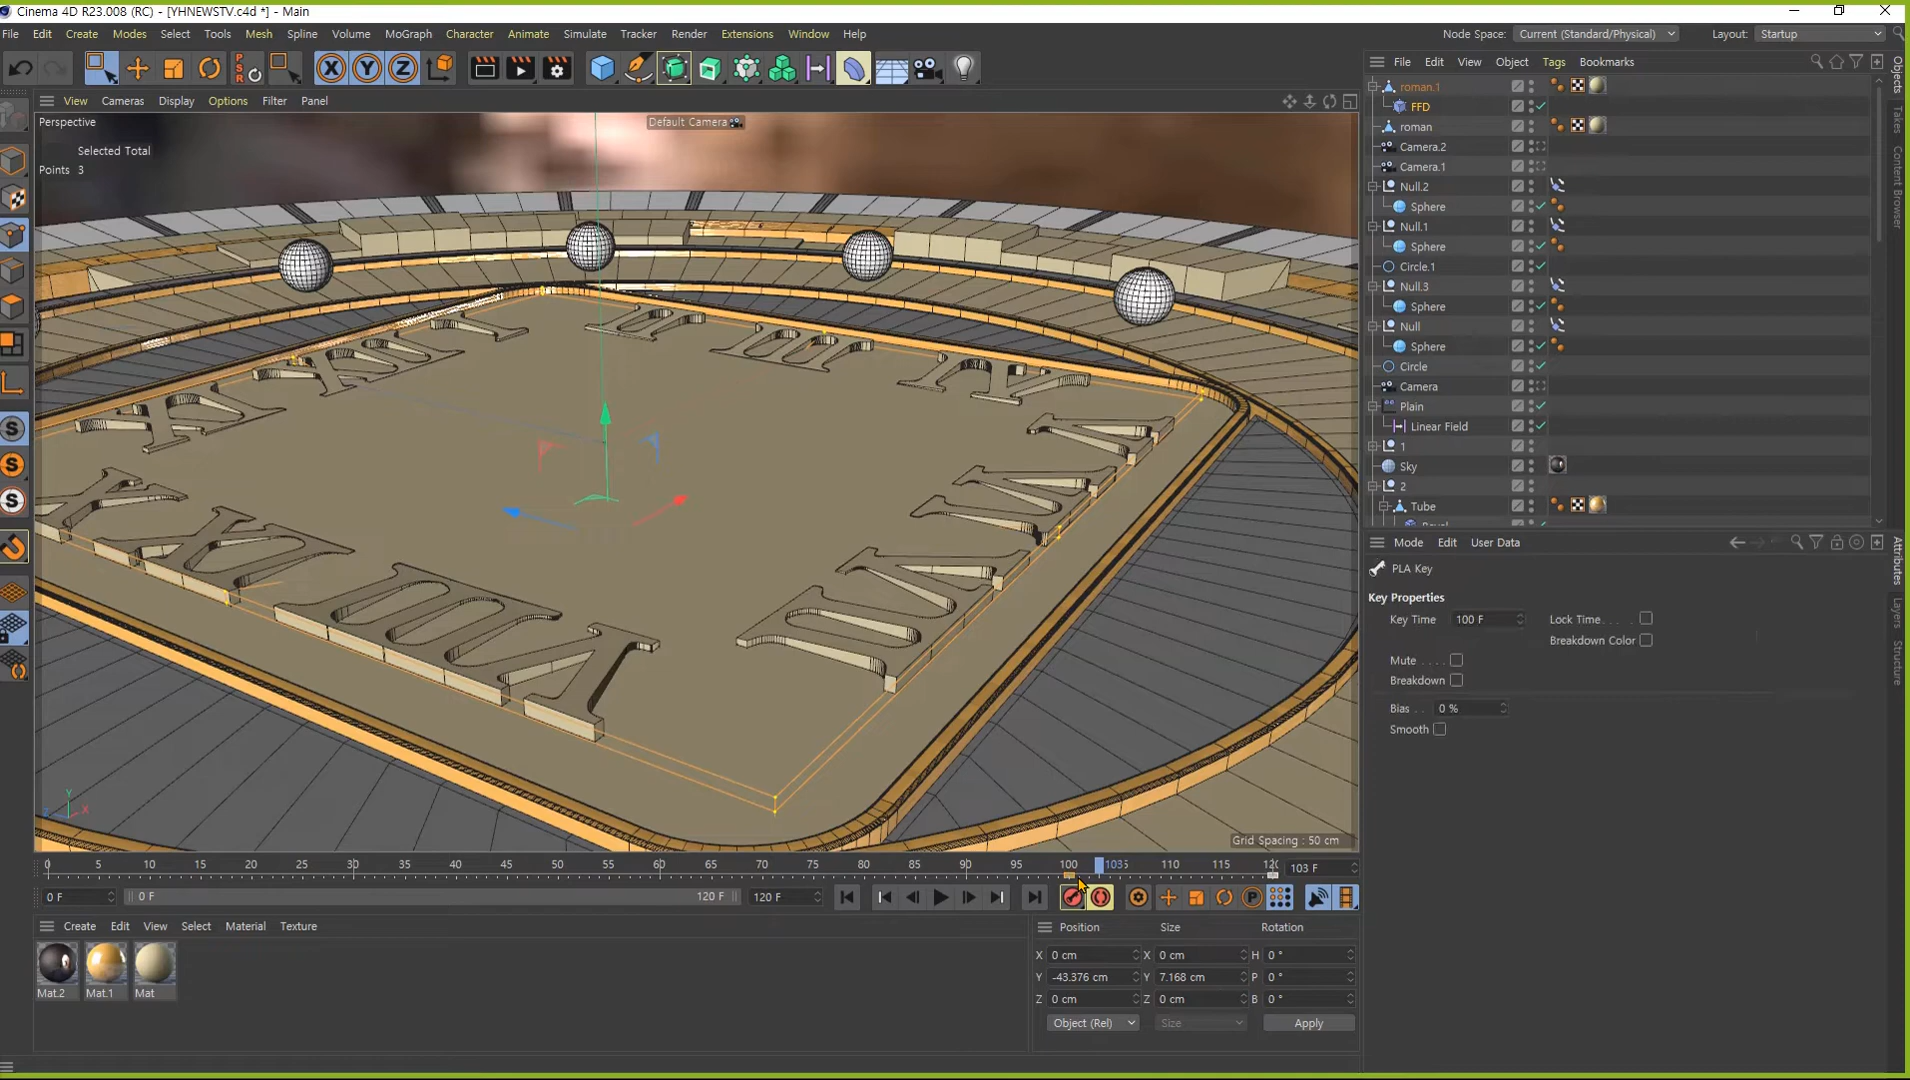 Cinema 4D R23.008 (RC) - [YHNEWSTV.c4d *] - Main
File Edit Create Modes Select Tools Mesh Spline Volume MoGraph Character Animate Simulate Tracker Render Extensions Window Help
Node Space: Current (Standard/Physical) Layout: Startup
View Cameras Display Options Filter Panel
File Edit View Object Tags Bookmarks
Perspective
Default Camera
Selected Total
Points 3
roman.1
FFD
roman
Camera.2
Camera.1
Null.2
Sphere
Null.1
Sphere
Circle.1
Null.3
Sphere
Null
Sphere
Circle
Camera
Plain
Linear Field
1
Sky
2
Tube
Objects
Takes
Content Browser
Mode Edit User Data
PLA Key
Key Properties
Key Time 100 F Lock Time
Breakdown Color
Mute
Breakdown
Bias 0 %
Smooth
Attributes
Layers
Structure
Grid Spacing : 50 cm
0 5 10 15 20 25 30 35 40 45 50 55 60 65 70 75 80 85 90 95 100 103 110 115 103 F
0 F 0 F 120 F 120 F
Create Edit View Select Material Texture
Mat.2 Mat.1 Mat
Position Size Rotation
X 0 cm X 0 cm H 0 °
Y -43.376 cm Y 7.168 cm P 0 °
Z 0 cm Z 0 cm B 0 °
Object (Rel) Size Apply